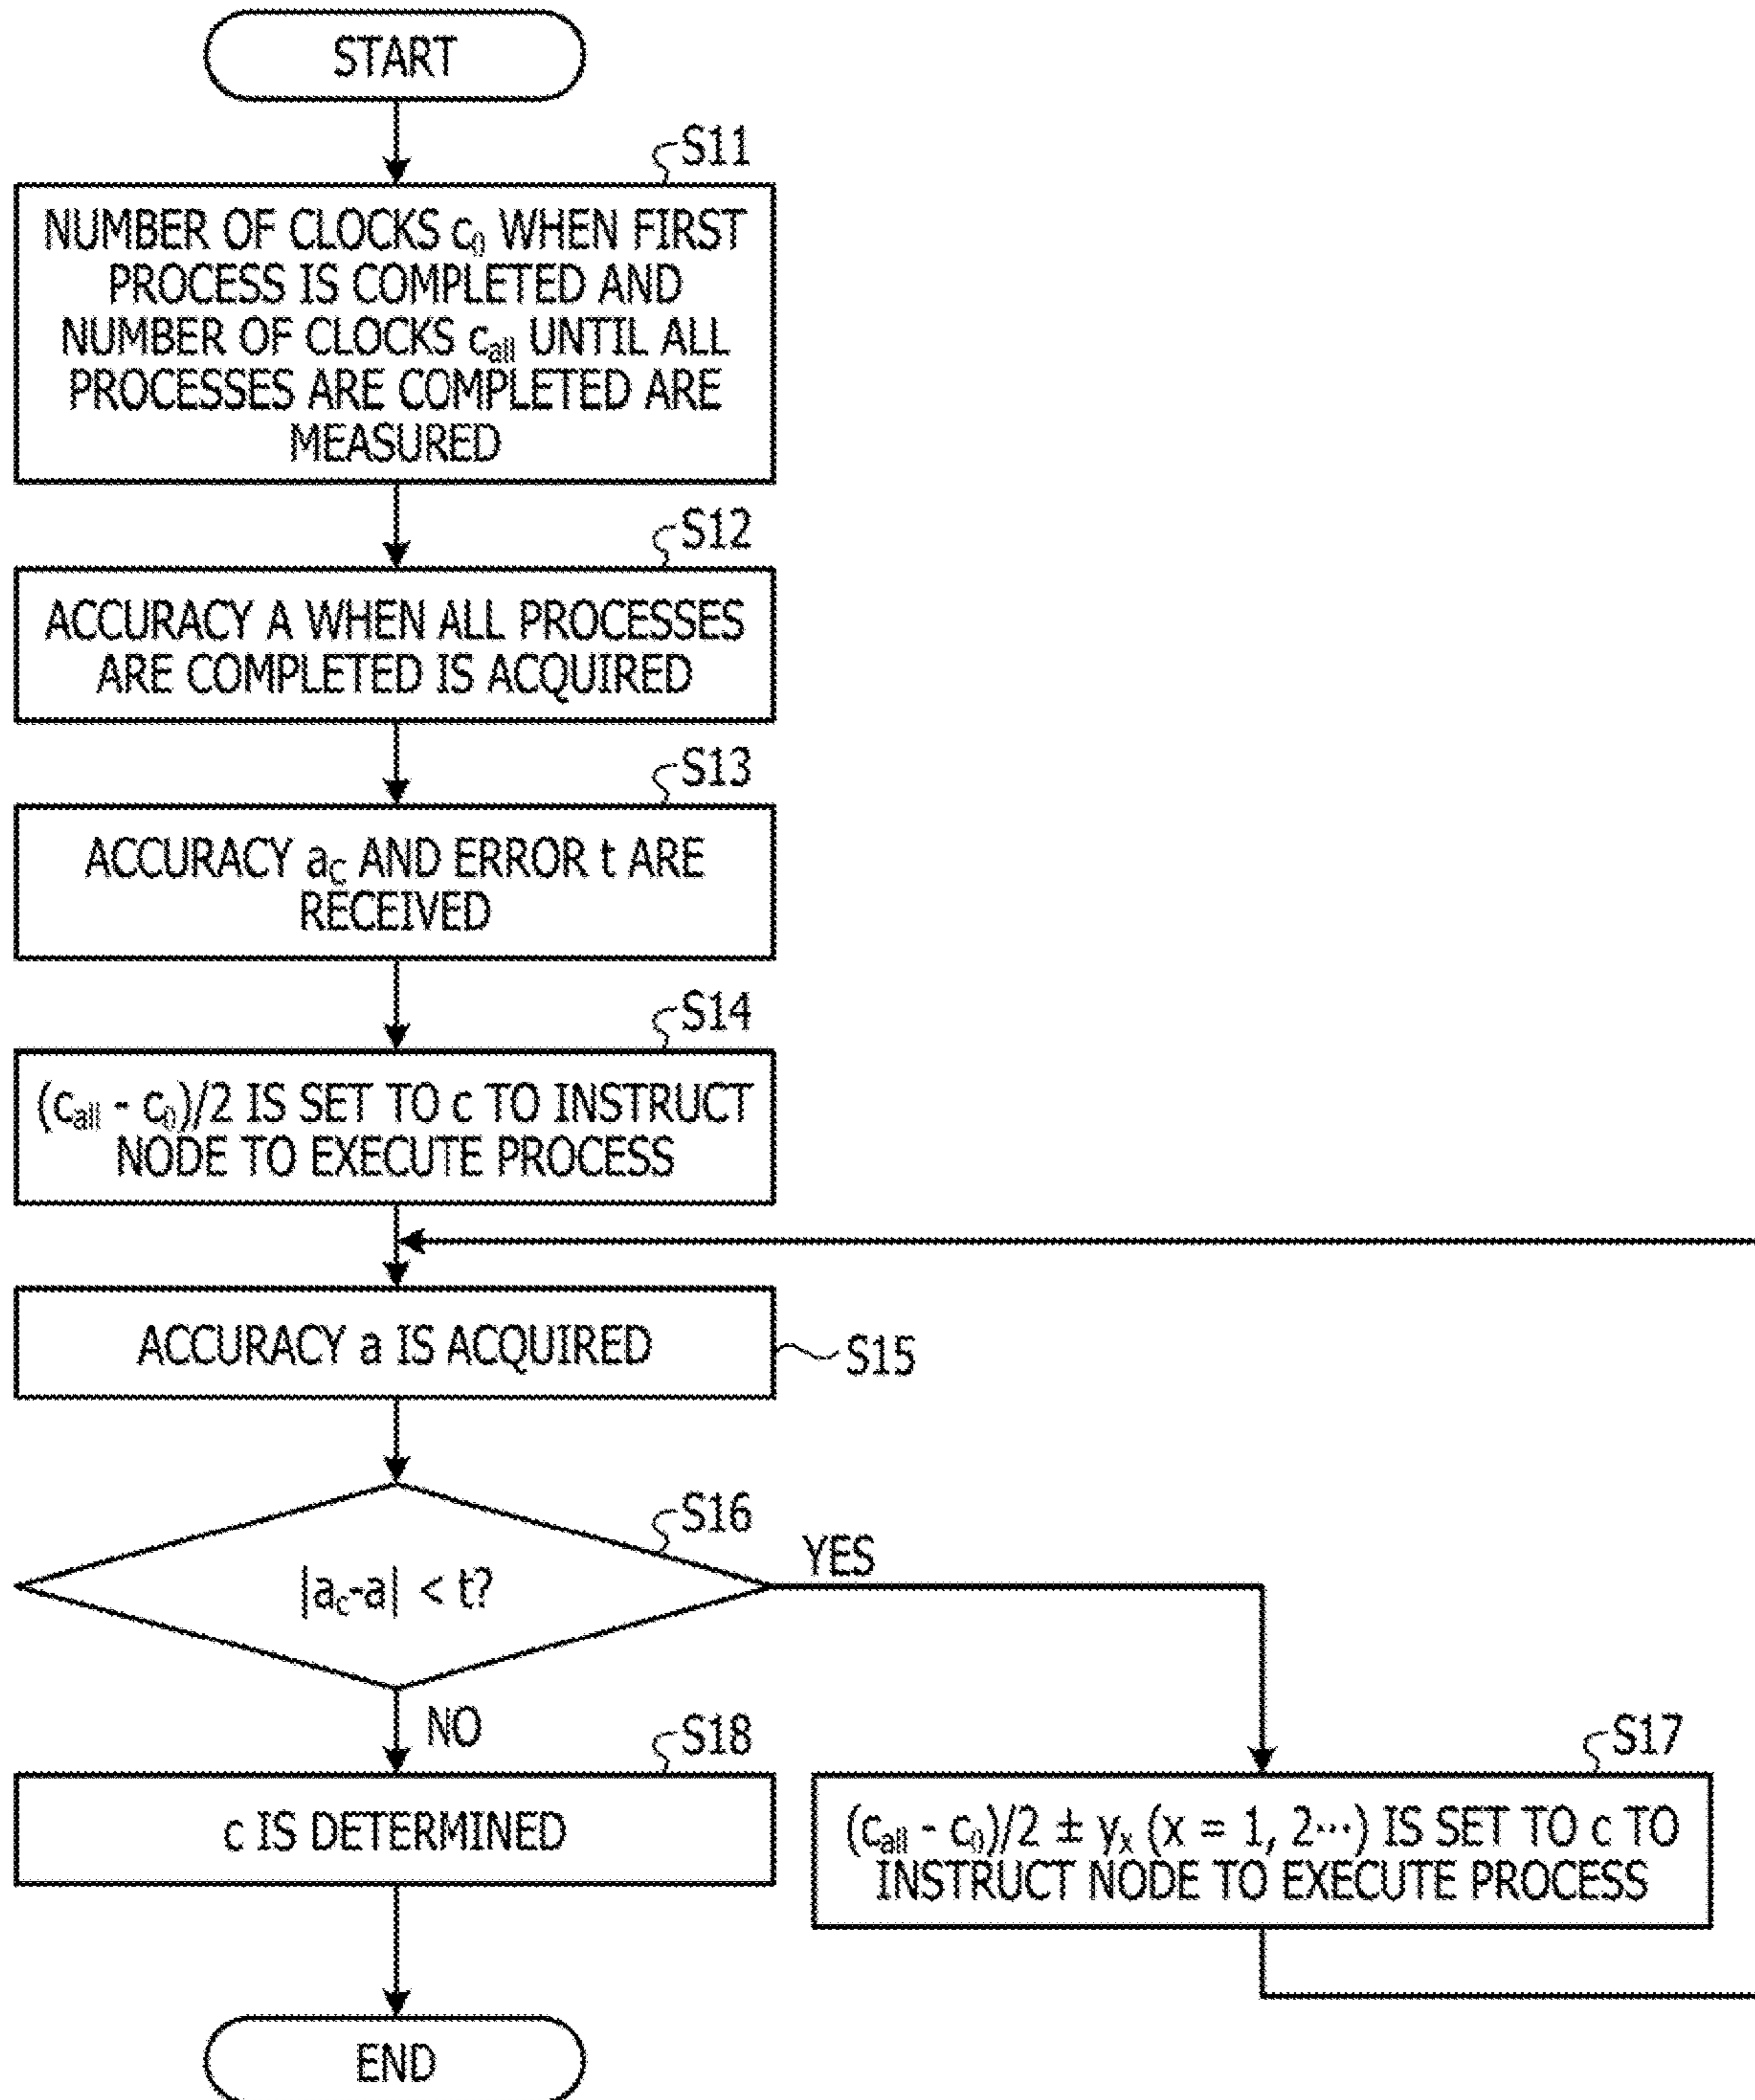 START
S11
NUMBER OF CLOCKS c₀ WHEN FIRST
PROCESS IS COMPLETED AND
NUMBER OF CLOCKS cₐₗₗ UNTIL ALL
PROCESSES ARE COMPLETED ARE
MEASURED
S12
ACCURACY A WHEN ALL PROCESSES
ARE COMPLETED IS ACQUIRED
S13
ACCURACY a_C AND ERROR t ARE
RECEIVED
S14
(cₐₗₗ - c₀)/2 IS SET TO c TO INSTRUCT
NODE TO EXECUTE PROCESS
ACCURACY a IS ACQUIRED
S15
S16
|a_c-a| < t?
YES
NO
S18
c IS DETERMINED
S17
(cₐₗₗ - c₀)/2 ± yₓ (x = 1, 2···) IS SET TO c TO
INSTRUCT NODE TO EXECUTE PROCESS
END